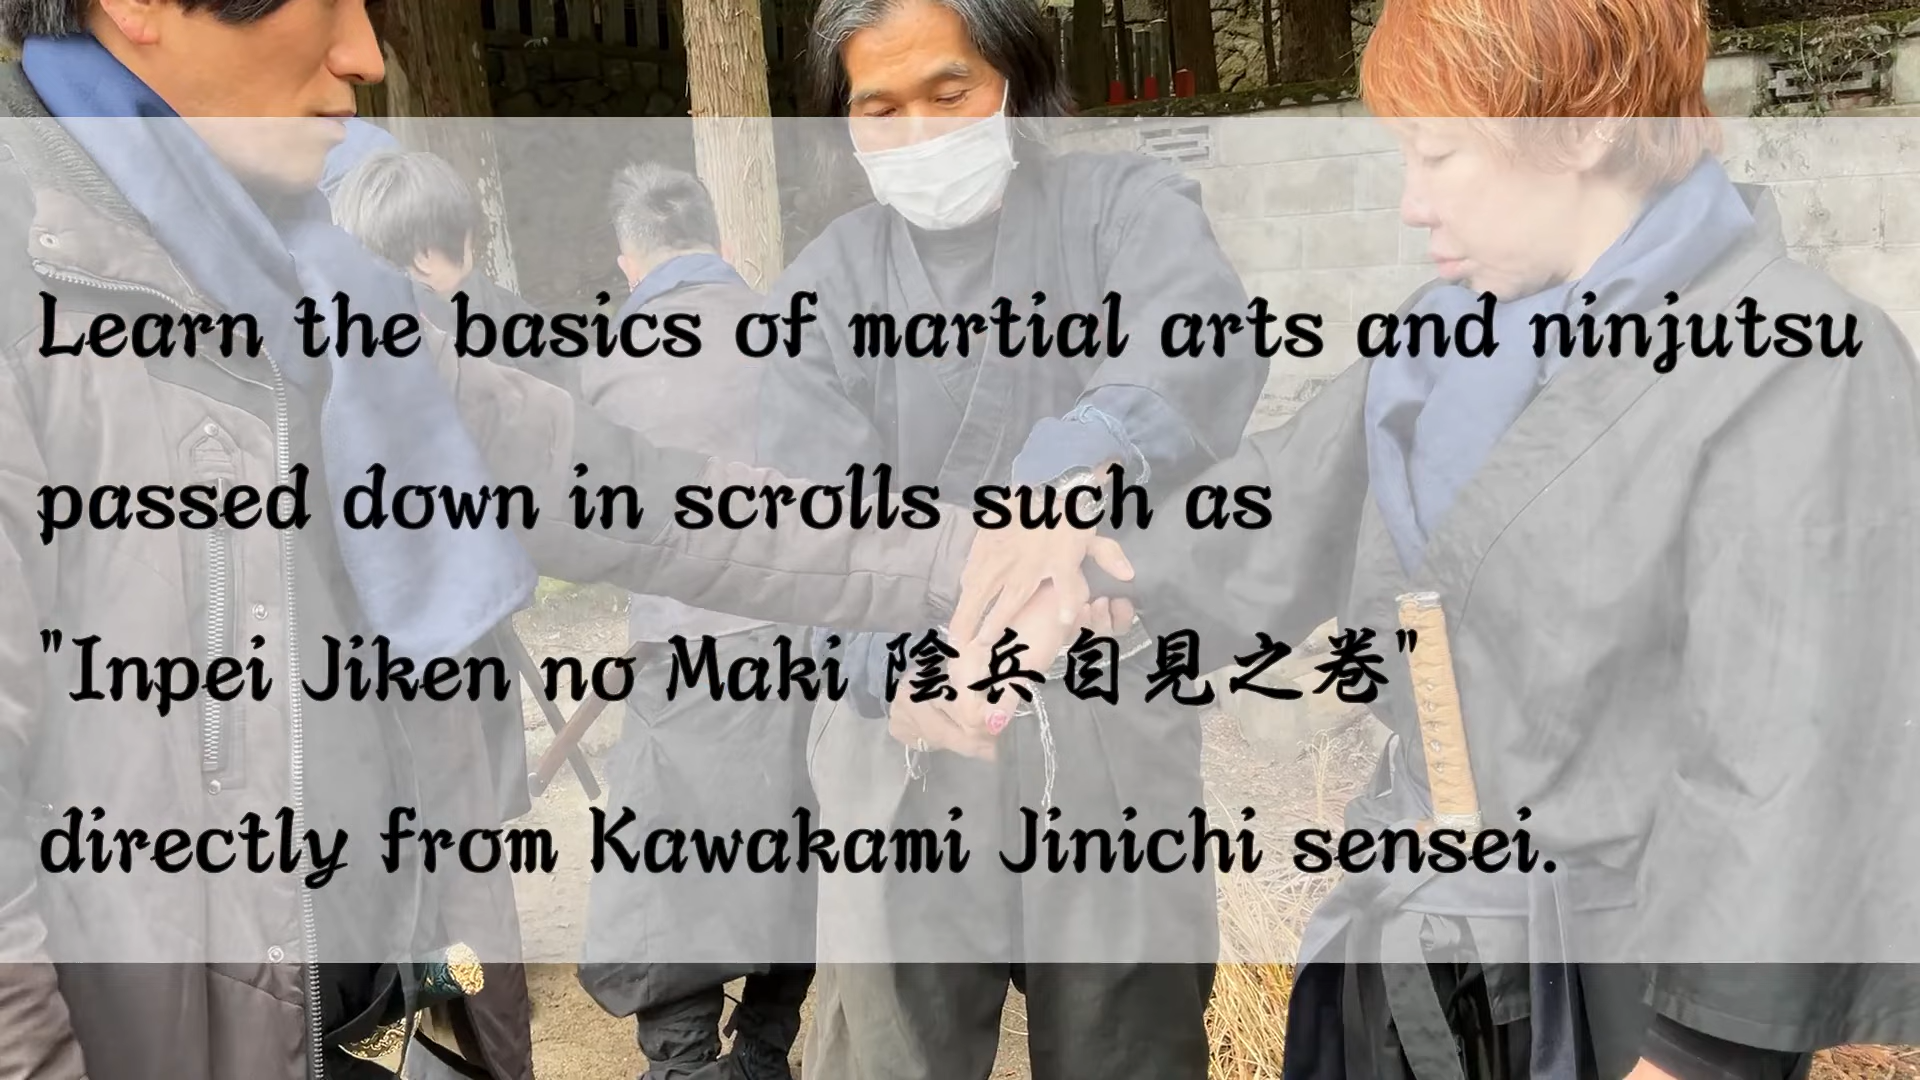 Learn the basics of martial arts and ninjutsu
passed down in scrolls such as
"Inpei Jiken no Maki 陰兵自見之巻"
directly from Kawakami Jinichi sensei.